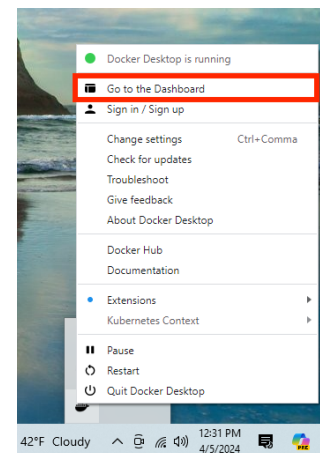 Docker Desktop is running
Go to the Dashboard
Sign in / Sign up
Change settings Ctrl+Comma
Check for updates
Troubleshoot
Give feedback
About Docker Desktop
Docker Hub
Documentation
Extensions
Kubernetes Context
Pause
Restart
Quit Docker Desktop
12:31 PM
42°F Cloudy
4/5/2024
PRE